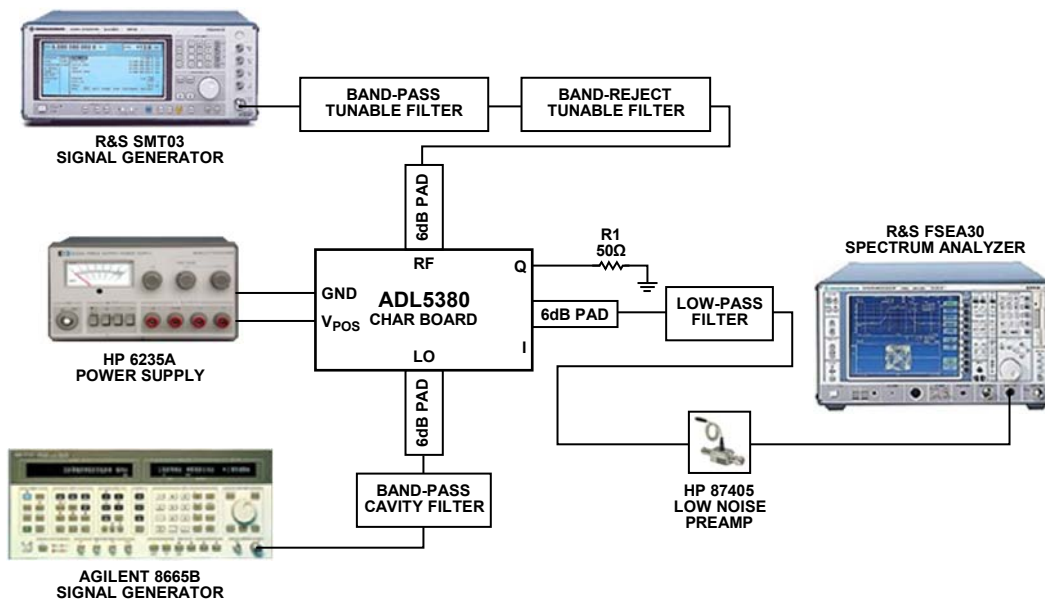 BAND-PASS
TUNABLE FILTER
BAND-REJECT
TUNABLE FILTER
R&S SMT03
SIGNAL GENERATOR
6dB PAD
R1
50Ω
R&S FSEA30
SPECTRUM ANALYZER
RF
Q
GND
ADL5380
CHAR BOARD
VPOS
LO
I
6dB PAD
LOW-PASS
FILTER
HP 6235A
POWER SUPPLY
6dB PAD
BAND-PASS
CAVITY FILTER
HP 87405
LOW NOISE
PREAMP
AGILENT 8665B
SIGNAL GENERATOR